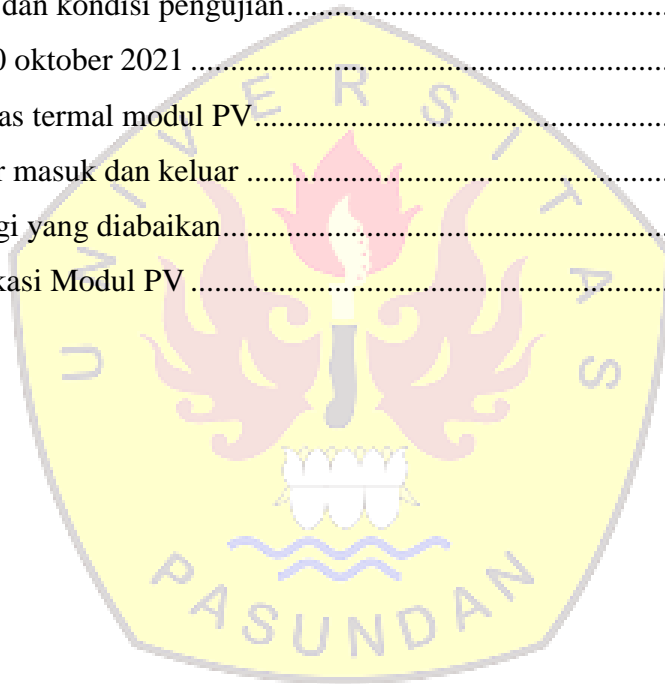 dan kondisi pengujian.......................................................
0 oktober 2021 ...................................................................
as termal modul PV...........................................................
r masuk dan keluar ............................................................
gi yang diabaikan...............................................................
kasi Modul PV ...................................................................
UNIVERSITAS
PASUNDAN